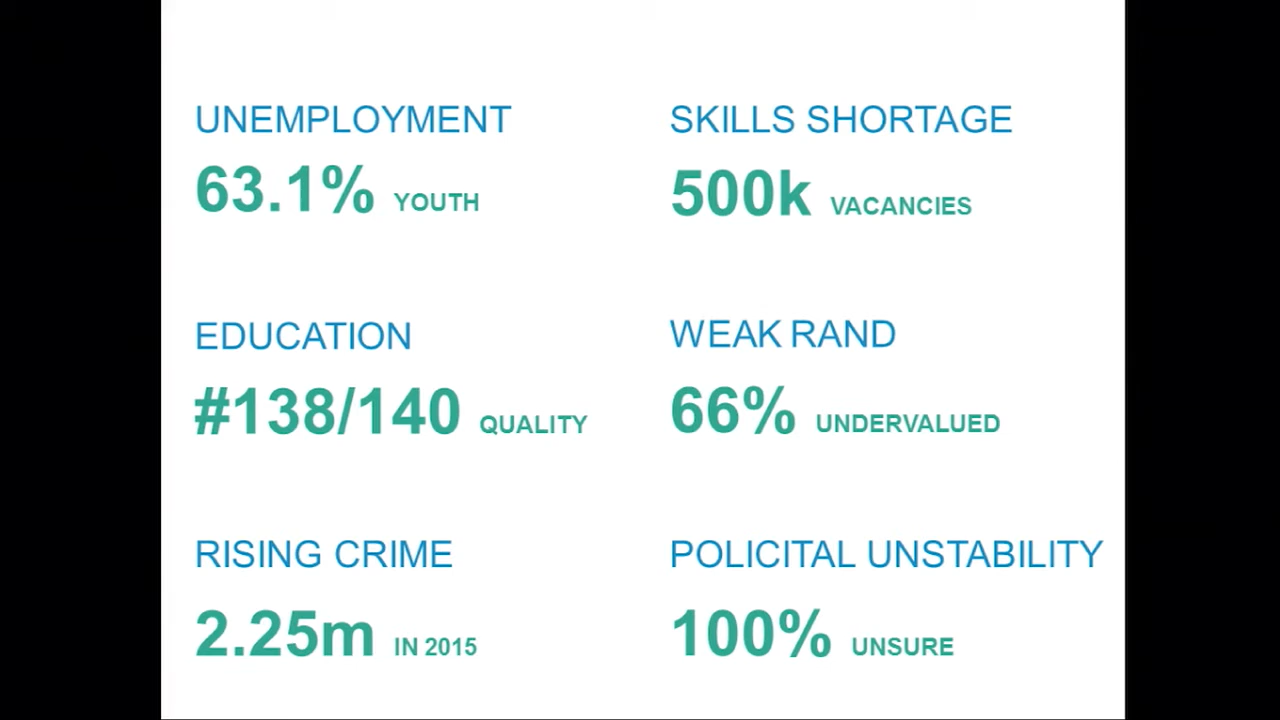 UNEMPLOYMENT
63.1% YOUTH
SKILLS SHORTAGE
500k VACANCIES
EDUCATION
#138/140 QUALITY
WEAK RAND
66% UNDERVALUED
RISING CRIME
2.25m IN 2015
POLICITAL UNSTABILITY
100% UNSURE